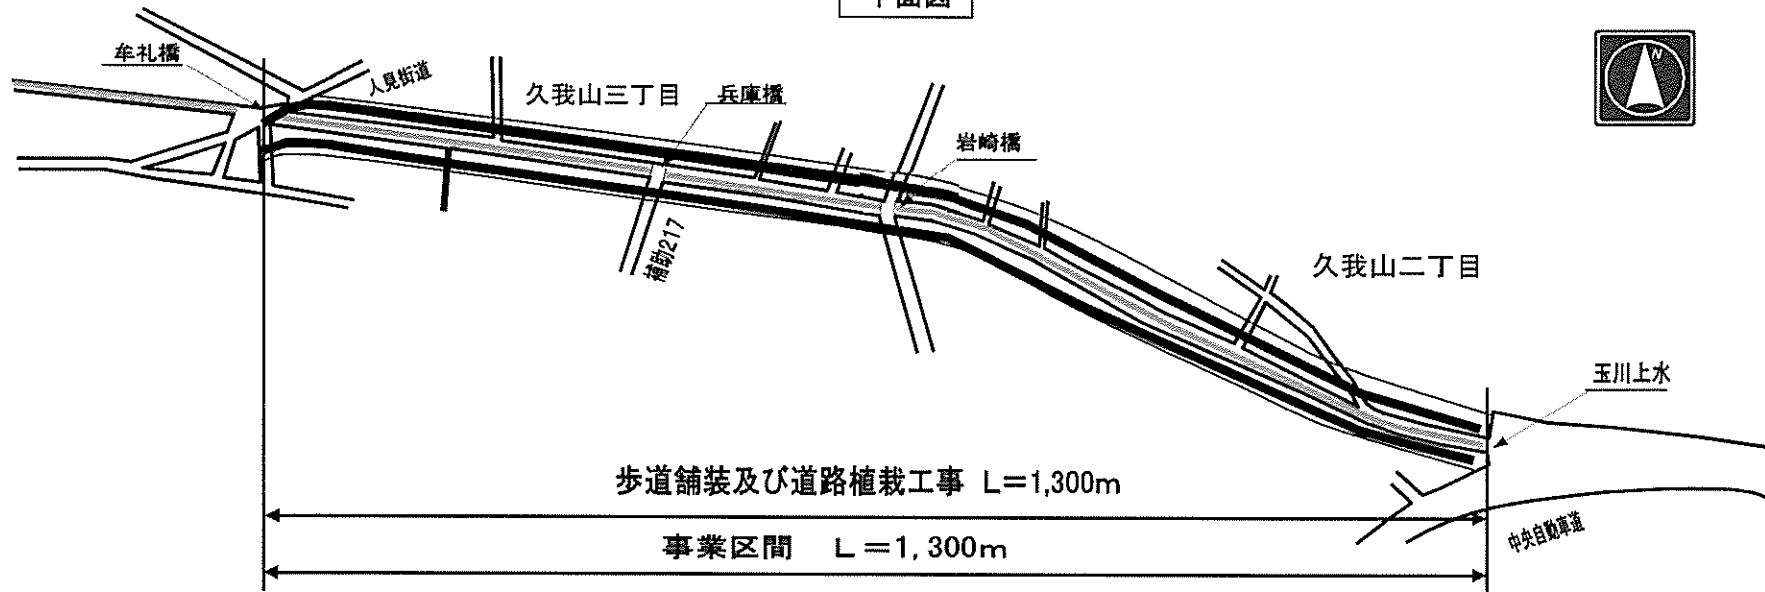 平面図
N
牟礼橋
人見街道
久我山三丁目
兵庫橋
岩崎橋
補助217
久我山二丁目
玉川上水
歩道舗装及び道路植栽工事 L=1,300m
中央自動車道
事業区間 L=1,300m